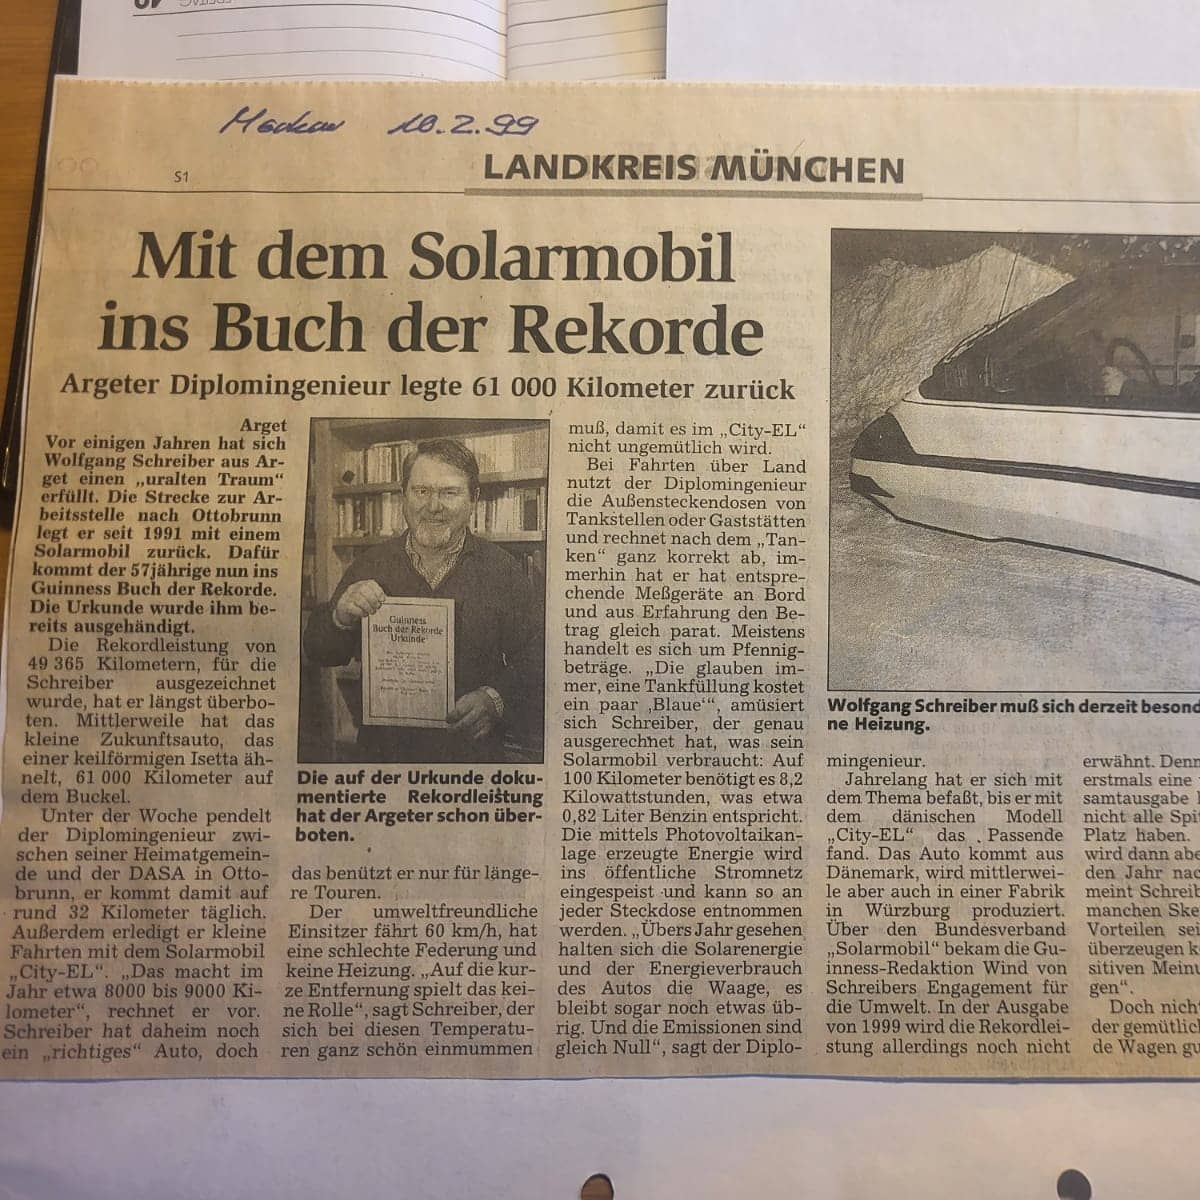 10.2.99
S1
LANDKREIS MÜNCHEN
Mit dem Solarmobil
ins Buch der Rekorde
Argeter Diplomingenieur legte 61 000 Kilometer zurück
Arget
Vor einigen Jahren hat sich
Wolfgang Schreiber aus Ar-
get einen „uralten Traum“
erfüllt. Die Strecke zur Ar-
beitsstelle nach Ottobrunn
legt er seit 1991 mit einem
Solarmobil zurück. Dafür
kommt der 57jährige nun ins
Guinness Buch der Rekorde.
Die Urkunde wurde ihm be-
reits ausgehändigt.
Die Rekordleistung von
49 365 Kilometern, für die
Schreiber ausgezeichnet
wurde, hat er längst überbo-
ten. Mittlerweile hat das
kleine Zukunftsauto, das
einer keilförmigen Isetta äh-
nelt, 61 000 Kilometer auf
dem Buckel.
Unter der Woche pendelt
der Diplomingenieur zwi-
schen seiner Heimatgemein-
de und der DASA in Otto-
brunn, er kommt damit auf
rund 32 Kilometer täglich.
Außerdem erledigt er kleine
Fahrten mit dem Solarmobil
„City-EL“. „Das macht im
Jahr etwa 8000 bis 9000 Ki-
lometer“, rechnet er vor.
Schreiber hat daheim noch
ein „richtiges“ Auto, doch
Guinness
Buch der Rekorde
Urkunde
Die auf der Urkunde doku-
mentierte Rekordleistung
hat der Argeter schon über-
boten.
das benützt er nur für länge-
re Touren.
Der umweltfreundliche
Einsitzer fährt 60 km/h, hat
eine schlechte Federung und
keine Heizung. „Auf die kur-
ze Entfernung spielt das kei-
ne Rolle“, sagt Schreiber, der
sich bei diesen Temperatu-
ren ganz schön einmummen
muß, damit es im „City-EL“
nicht ungemütlich wird.
Bei Fahrten über Land
nutzt der Diplomingenieur
die Außensteckendosen von
Tankstellen oder Gaststätten
und rechnet nach dem „Tan-
ken“ ganz korrekt ab, im-
merhin hat er hat entspre-
chende Meßgeräte an Bord
und aus Erfahrung den Be-
trag gleich parat. Meistens
handelt es sich um Pfennig-
beträge. „Die glauben im-
mer, eine Tankfüllung kostet
ein paar ‚Blaue‘“, amüsiert
sich Schreiber, der genau
ausgerechnet hat, was sein
Solarmobil verbraucht: Auf
100 Kilometer benötigt es 8,2
Kilowattstunden, was etwa
0,82 Liter Benzin entspricht.
Die mittels Photovoltaikan-
lage erzeugte Energie wird
ins öffentliche Stromnetz
eingespeist und kann so an
jeder Steckdose entnommen
werden. „Übers Jahr gesehen
halten sich die Solarenergie
und der Energieverbrauch
des Autos die Waage, es
bleibt sogar noch etwas üb-
rig. Und die Emissionen sind
gleich Null“, sagt der Diplo-
Wolfgang Schreiber muß sich derzeit besond
ne Heizung.
mingenieur.
Jahrelang hat er sich mit
dem Thema befaßt, bis er mit
dem dänischen Modell
„City-EL“ das Passende
fand. Das Auto kommt aus
Dänemark, wird mittlerwei-
le aber auch in einer Fabrik
in Würzburg produziert.
Über den Bundesverband
„Solarmobil“ bekam die Gu-
inness-Redaktion Wind von
Schreibers Engagement für
die Umwelt. In der Ausgabe
von 1999 wird die Rekordlei-
stung allerdings noch nicht
erwähnt. Denn
erstmals eine
samtausgabe
nicht alle Spit
Platz haben.
wird dann abe
den Jahr nac
meint Schreib
manchen Ske
Vorteilen sei
überzeugen k
sitiven Meinu
gen“.
Doch nich
der gemütlic
de Wagen gu